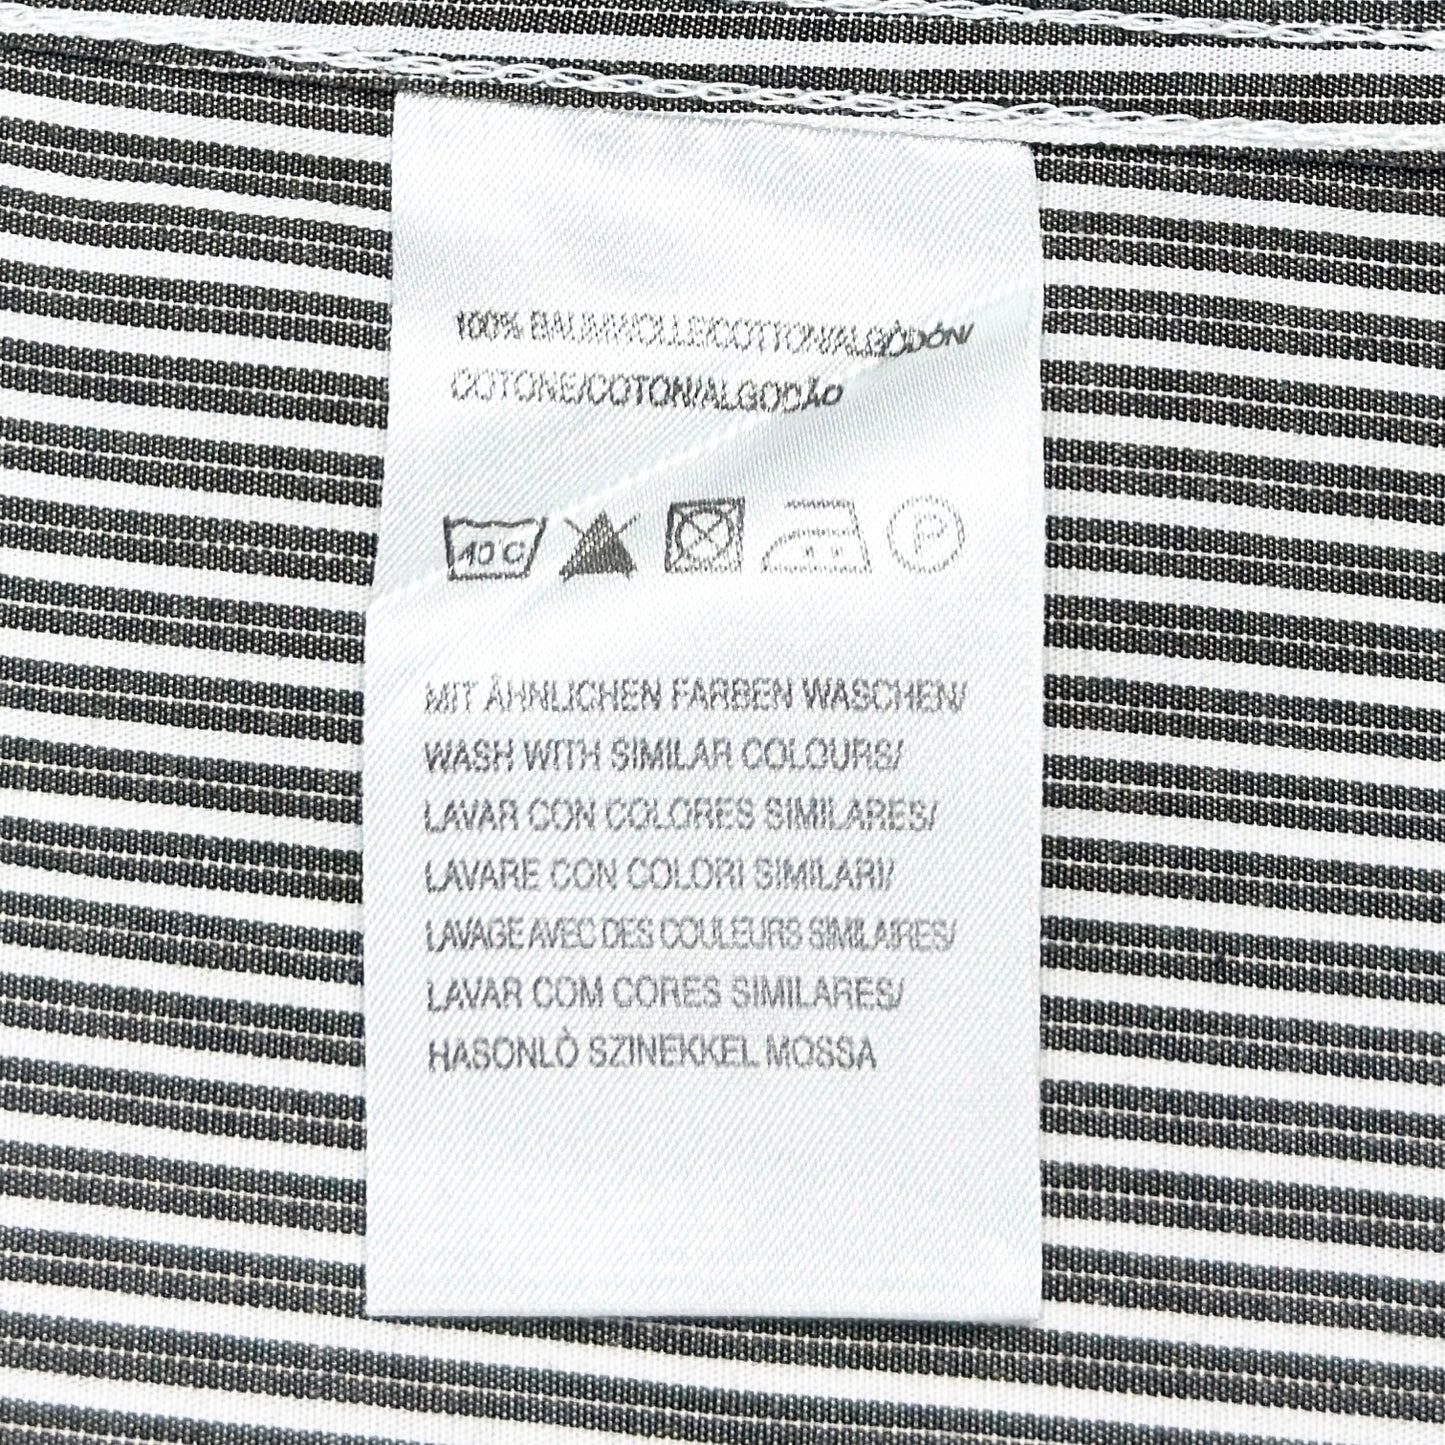 100% BAUMWOLLE/COTTON/ALGÒDÓN/
COTONE/COTON/ALGODÃO
40°C P
MIT ÄHNLICHEN FARBEN WASCHEN/
WASH WITH SIMILAR COLOURS/
LAVAR CON COLORES SIMILARES/
LAVARE CON COLORI SIMILARI/
LAVAGE AVEC DES COULEURS SIMILAIRES/
LAVAR COM CORES SIMILARES/
HASONLÒ SZINEKKEL MOSSA